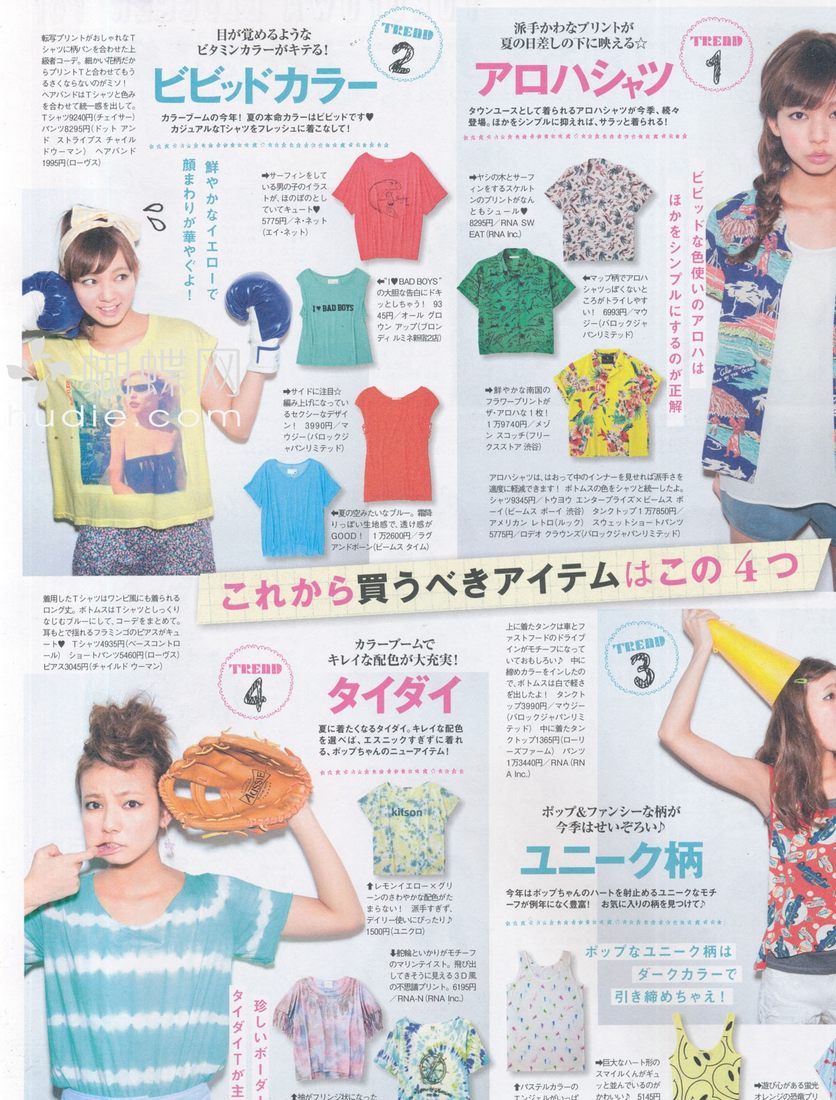 派手かわなプリントが
夏の日差しの下に映える☆
TREND
1
アロハシャツ
タウンユースとして着られるアロハシャツが今季、続々
登場。ほかをシンプルに抑えれば、サラッと着られる!
ビビッドな色使いのアロハは
ほかをシンプルにするのが正解
➡ヤシの木とサーフ
ィンをするスケルト
ンのプリントがなん
ともシュール♥
8295円/RNA SW
EAT(RNA Inc.)
⬅マップ柄でアロハ
シャツっぽくないと
ころがトライしやす
い! 6993円/マウ
ジー(バロックジャ
パンリミテッド)
➡鮮やかな南国の
フラワープリントが
ザ・アロハな1枚!
1万9740円/メゾ
ン スコッチ(フリー
クスストア 渋谷)
アロハシャツは、はおって中のインナーを見せれば派手さを
適度に軽減できます! ボトムスの色をシャツと統一したよ。
シャツ9345円/トウヨウ エンタープライズ×ビームス ボ
ーイ(ビームス ボーイ 渋谷) タンクトップ1万7850円/
アメリカン レトロ(ルック) スウェットショートパンツ
5775円/ロデオ クラウンズ(バロックジャパンリミテッド)
目が覚めるような
ビタミンカラーがキテる!
TREND
2
ビビッドカラー
カラーブームの今年! 夏の本命カラーはビビッドです♥
カジュアルなTシャツをフレッシュに着こなして!
転写プリントがおしゃれなT
シャツに柄パンを合わせた上
級者コーデ。細かい花柄だか
らプリントTと合わせてもう
るさくならないのがミソ!
ヘアバンドはTシャツと色み
を合わせて統一感を出して。
Tシャツ9240円(チェイサー)
パンツ8295円(ドット アン
ド ストライプス チャイル
ドウーマン) ヘアバンド
1995円(ローヴス)
鮮やかなイエローで
顔まわりが華やぐよ!
➡サーフィンをして
いる男の子のイラス
トが、ほのぼのとし
ていてキュート♥
5775円/ネ・ネット
(エイ・ネット)
I♥BAD BOYS
⬅"I♥BAD BOYS"
の大胆な告白にドキ
ッとしちゃう! 93
45円/オール グロ
ウン アップ(ブロン
ディ ルミネ新宿2店)
➡サイドに注目☆
編み上げになってい
るセクシーなデザイ
ン! 3990円/マ
ウジー(バロックジ
ャパンリミテッド)
⬅夏の空みたいなブルー。霜降
りっぽい生地感で、透け感が
GOOD! 1万2600円/ラグ
アンドボーン(ビームス タイム)
蝴蝶网
hudie.com
これから買うべきアイテムはこの4つ
上に着たタンクは車とフ
ァストフードのドライブ
インがモチーフになって
いておもしろい♪ 中に
締めカラーをインしたの
で、ボトムスは白で軽さ
を出したよ! タンクト
ップ3990円/マウジー
(バロックジャパンリミ
テッド) 中に着たタン
クトップ1365円(ローリ
ーズファーム) パンツ
1万3440円/RNA(RN
A Inc.)
TREND
3
ポップ&ファンシーな柄が
今季はせいぞろい♪
ユニーク柄
今年はポップちゃんのハートを射止めるユニークなモチ
ーフが例年になく豊富! お気に入りの柄を見つけて♪
ポップなユニーク柄は
ダークカラーで
引き締めちゃえ!
⬆パステルカラーの
エンジェルがいっぱ
➡巨大なハート形の
スマイルくんがギュ
ッと並んでいるのが
かわいい♪ 5145円
➡遊び心がある蛍光
オレンジの恐竜プリ
カラーブームで
キレイな配色が大充実!
TREND
4
タイダイ
夏に着たくなるタイダイ。キレイな配色
を選べば、エスニックすぎずに着れ
る、ポップちゃんのニューアイテム!
着用したTシャツはワンピ風にも着られる
ロング丈。ボトムスはTシャツとしっくり
なじむブルーにして、コーデをまとめて。
耳もとで揺れるフラミンゴのピアスがキュ
ート♥ Tシャツ4935円(ベースコントロ
ール) ショートパンツ5460円(ローヴス)
ピアス3045円(チャイルド ウーマン)
AUSSIE
kitson
⬆レモンイエロー×グリ
ーンのさわやかな配色がた
まらない! 派手すぎず、
デイリー使いにぴったり♪
1500円(ユニクロ)
⬇舵輪といかりがモチーフ
のマリンテイスト。飛び出
してきそうに見える3D風
の不思議プリント。6195円
/RNA-N(RNA Inc.)
珍しいボーダー
タイダイTが主
⬆袖がフリンジ状になった